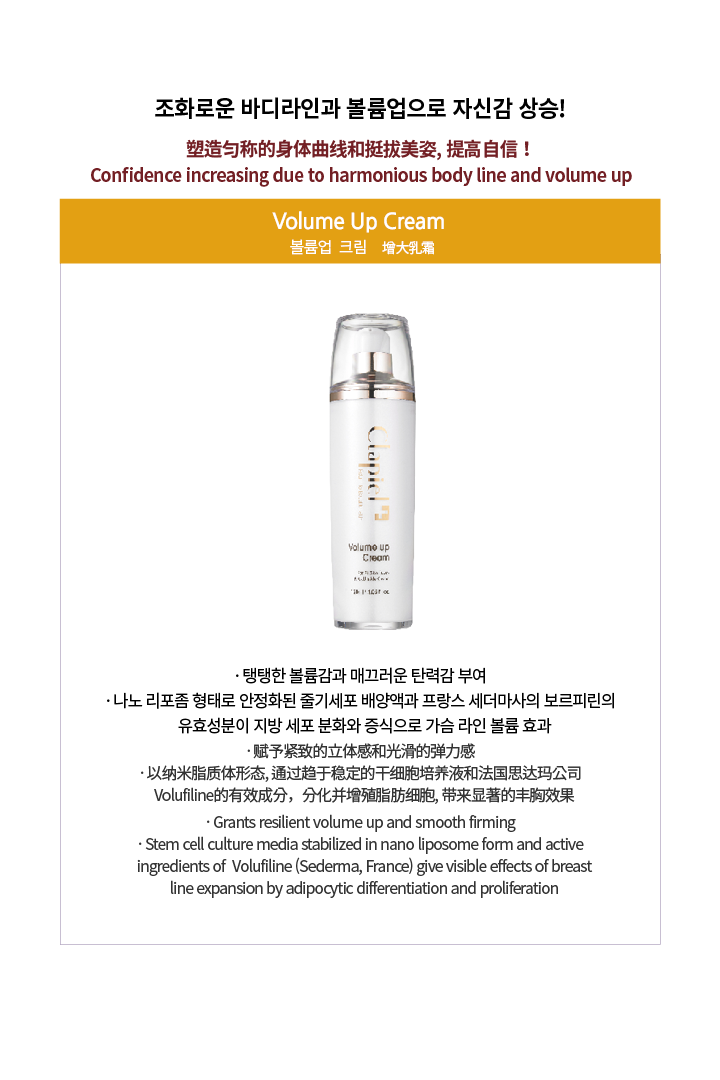 조화로운 바디라인과 볼륨업으로 자신감 상승!
塑造匀称的身体曲线和挺拔美姿, 提高自信！
Confidence increasing due to harmonious body line and volume up
Volume Up Cream
볼륨업 크림 增大乳霜
Volume up
Cream
· 탱탱한 볼륨감과 매끄러운 탄력감 부여
· 나노 리포좀 형태로 안정화된 줄기세포 배양액과 프랑스 세더마사의 보르피린의
유효성분이 지방 세포 분화와 증식으로 가슴 라인 볼륨 효과
· 赋予紧致的立体感和光滑的弹力感
· 以纳米脂质体形态, 通过趋于稳定的干细胞培养液和法国思达玛公司
Volufiline的有效成分，分化并增殖脂肪细胞, 带来显著的丰胸效果
· Grants resilient volume up and smooth firming
· Stem cell culture media stabilized in nano liposome form and active
ingredients of Volufiline (Sederma, France) give visible effects of breast
line expansion by adipocytic differentiation and proliferation